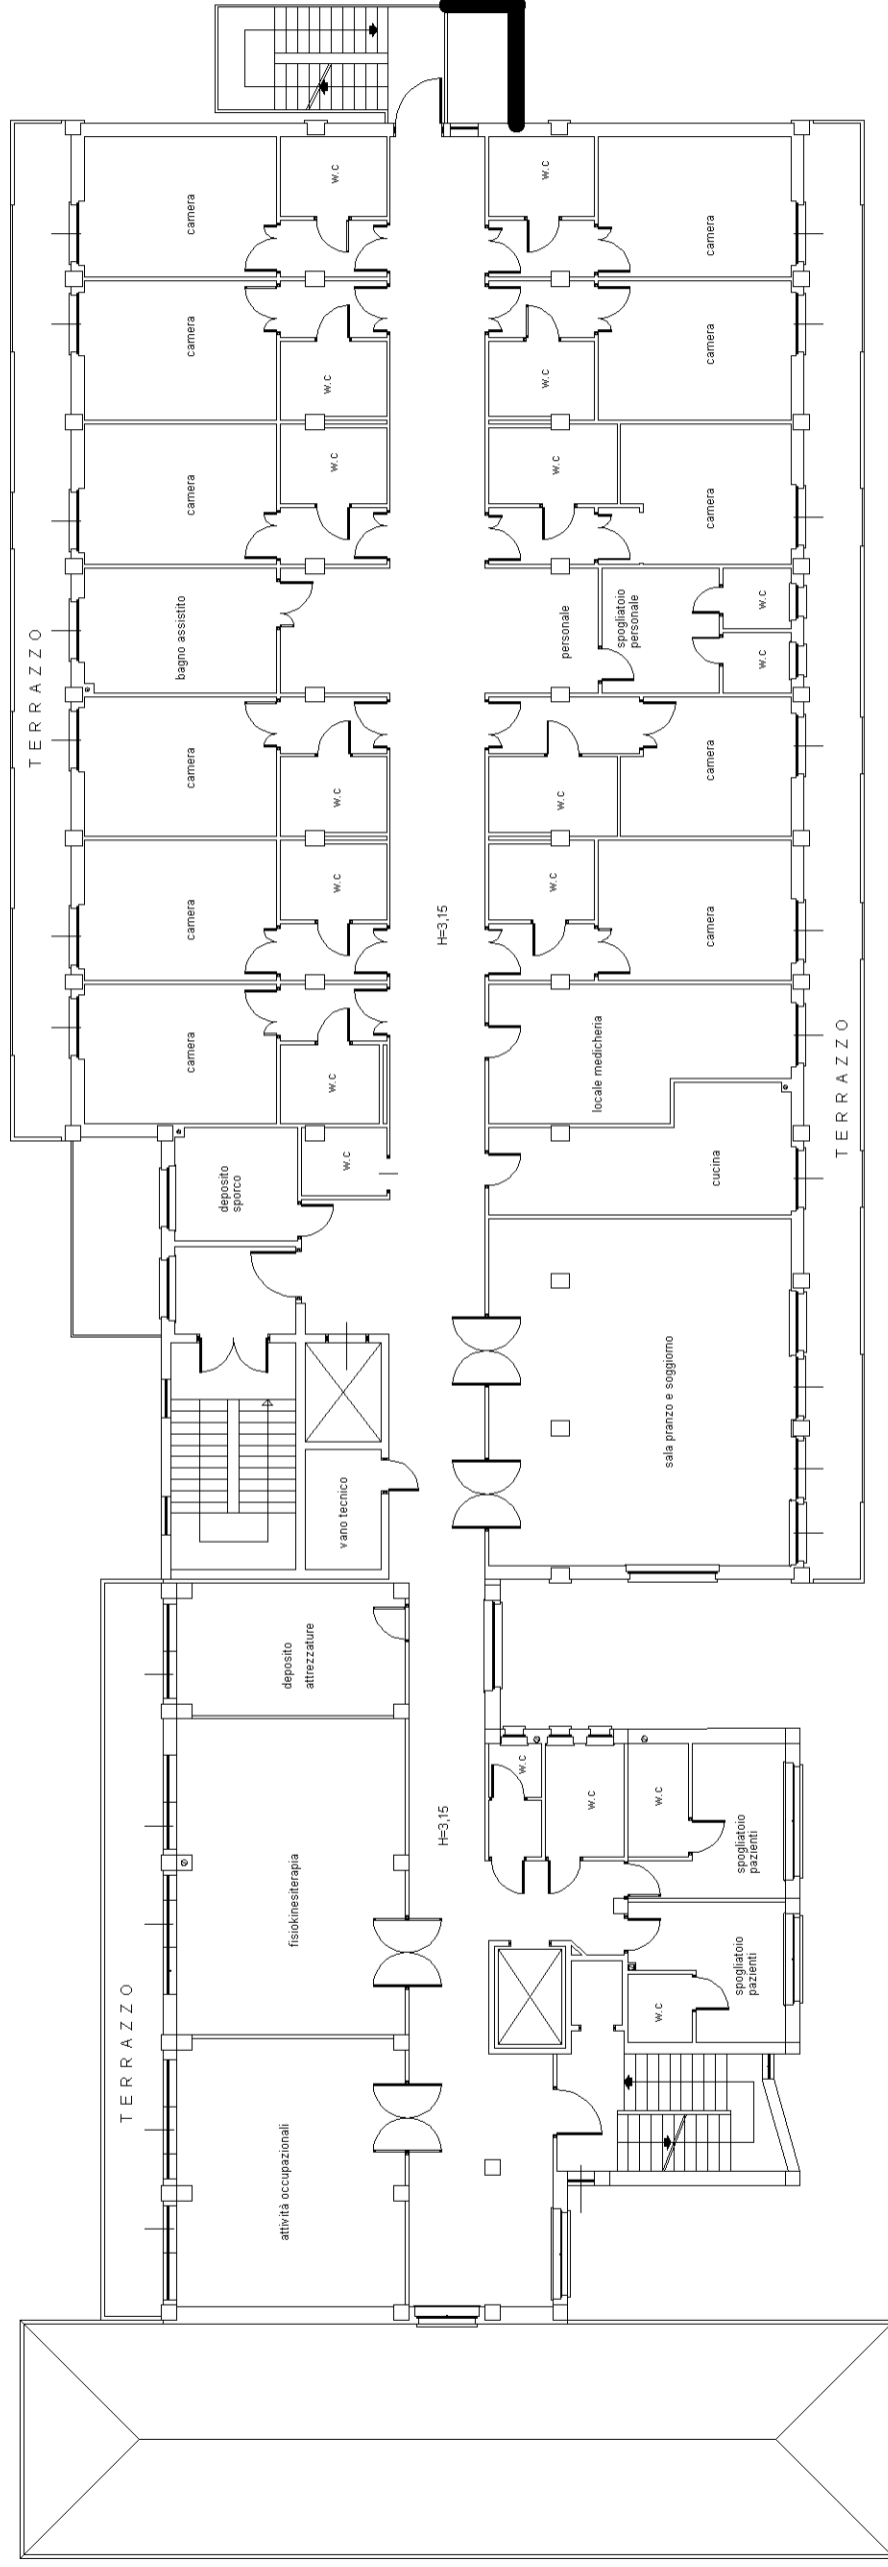 w.c
w.c
camera
camera
camera
camera
w.c
w.c
w.c
w.c
camera
camera
bagno assistito
personale
spogliatoio
personale
w.c
w.c
TERRAZZO
camera
camera
w.c
w.c
w.c
w.c
camera
camera
H=3,15
camera
w.c
locale medicheria
TERRAZZO
deposito
sporco
w.c
cucina
sala pranzo e soggiorno
vano tecnico
deposito
attrezzature
w.c
w.c
w.c
H=3,15
spogliatoio
pazienti
fisiokinesiterapia
spogliatoio
pazienti
w.c
TERRAZZO
attività occupazionali